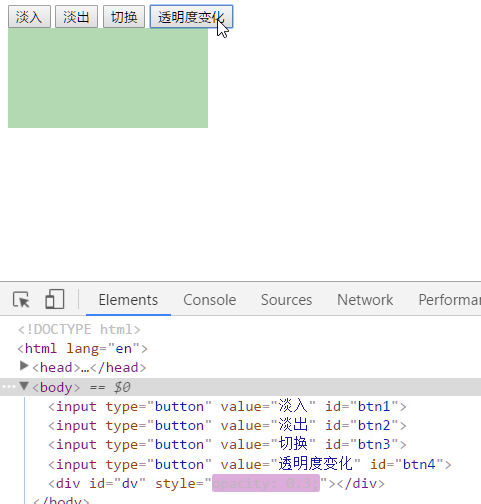 淡入 淡出 切换 透明度变化
Elements Console Sources Network Performa
<!DOCTYPE html>
<html lang="en">
<head>…</head>
<body> == $0
<input type="button" value="淡入" id="btn1">
<input type="button" value="淡出" id="btn2">
<input type="button" value="切换" id="btn3">
<input type="button" value="透明度变化" id="btn4">
<div id="dv" style="opacity: 0.3;"></div>
</body>